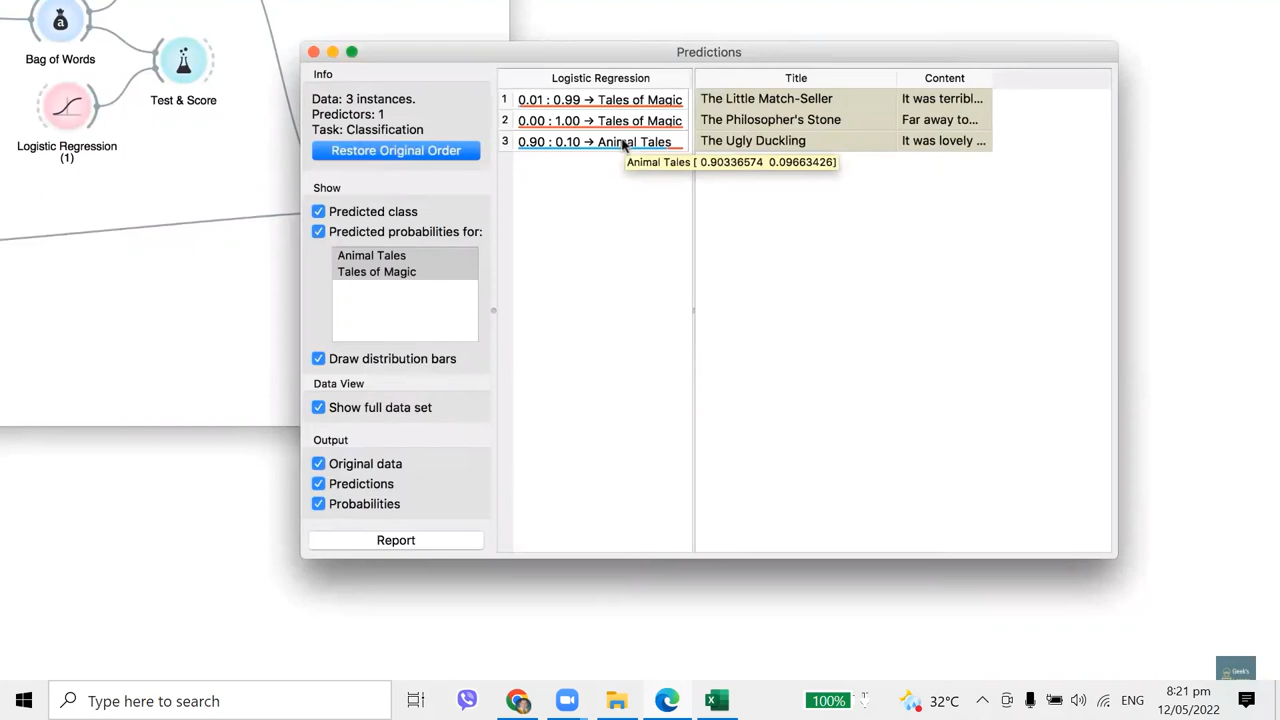 Bag of Words
Test & Score
Logistic Regression
(1)
Predictions
Info
Data: 3 instances.
Predictors: 1
Task: Classification
Restore Original Order
Show
Predicted class
Predicted probabilities for:
Animal Tales
Tales of Magic
Draw distribution bars
Data View
Show full data set
Output
Original data
Predictions
Probabilities
Report
Logistic Regression Title Content
1 0.01 : 0.99 → Tales of Magic The Little Match-Seller It was terribl...
2 0.00 : 1.00 → Tales of Magic The Philosopher's Stone Far away to...
3 0.90 : 0.10 → Animal Tales The Ugly Duckling It was lovely ...
Animal Tales [ 0.90336574 0.09663426]
Geek's
Type here to search
100%
32°C
ENG
8:21 pm
12/05/2022